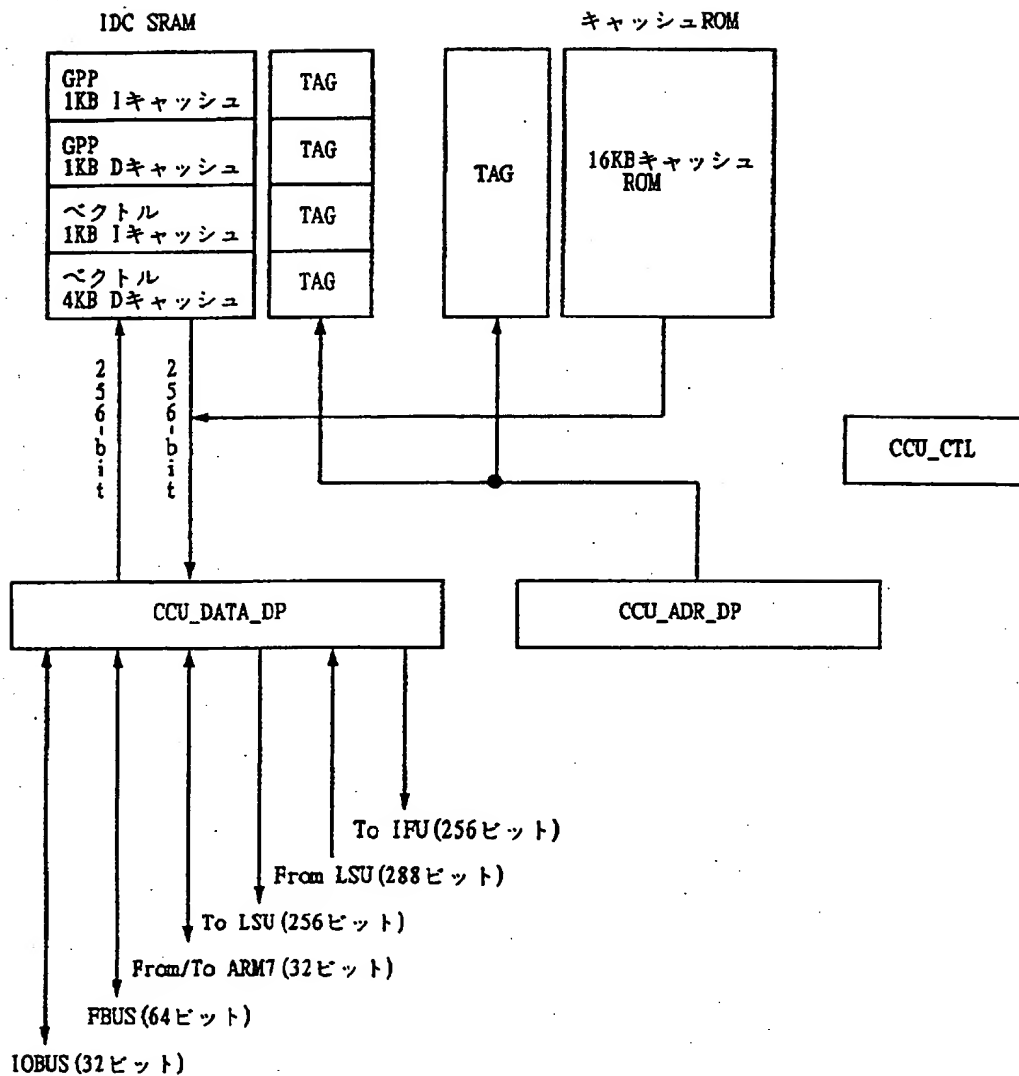 IDC SRAM
キャッシュROM
GPP
1KB Iキャッシュ
TAG
GPP
1KB Dキャッシュ
TAG
ベクトル
1KB Iキャッシュ
TAG
ベクトル
4KB Dキャッシュ
TAG
TAG
16KBキャッシュ
ROM
256-bit
256-bit
CCU_CTL
CCU_DATA_DP
CCU_ADR_DP
To IFU(256ビット)
From LSU(288ビット)
To LSU(256ビット)
From/To ARM7(32ビット)
FBUS(64ビット)
IOBUS(32ビット)